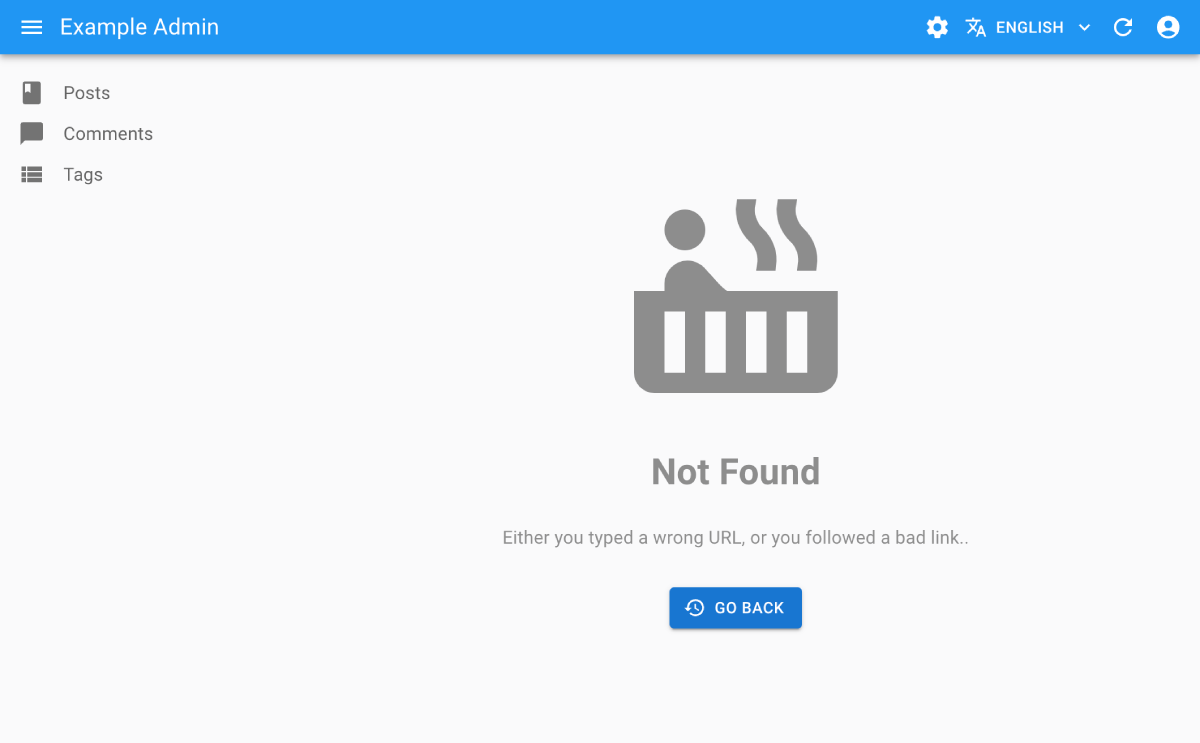 Example Admin
ENGLISH
Posts
Comments
Tags
Not Found
Either you typed a wrong URL, or you followed a bad link..
GO BACK